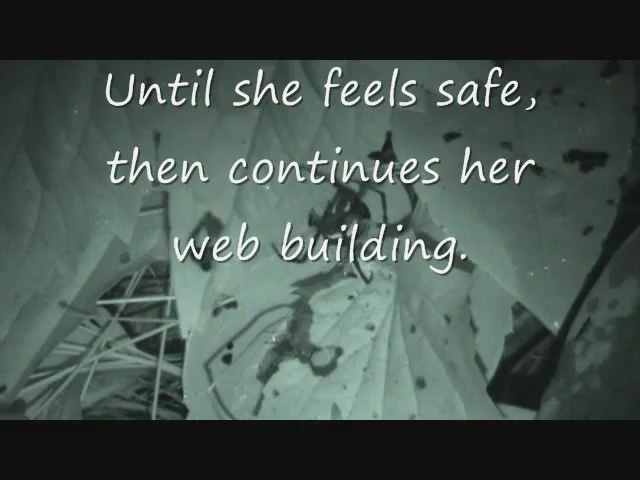 Until she feels safe,
then continues her
web building.